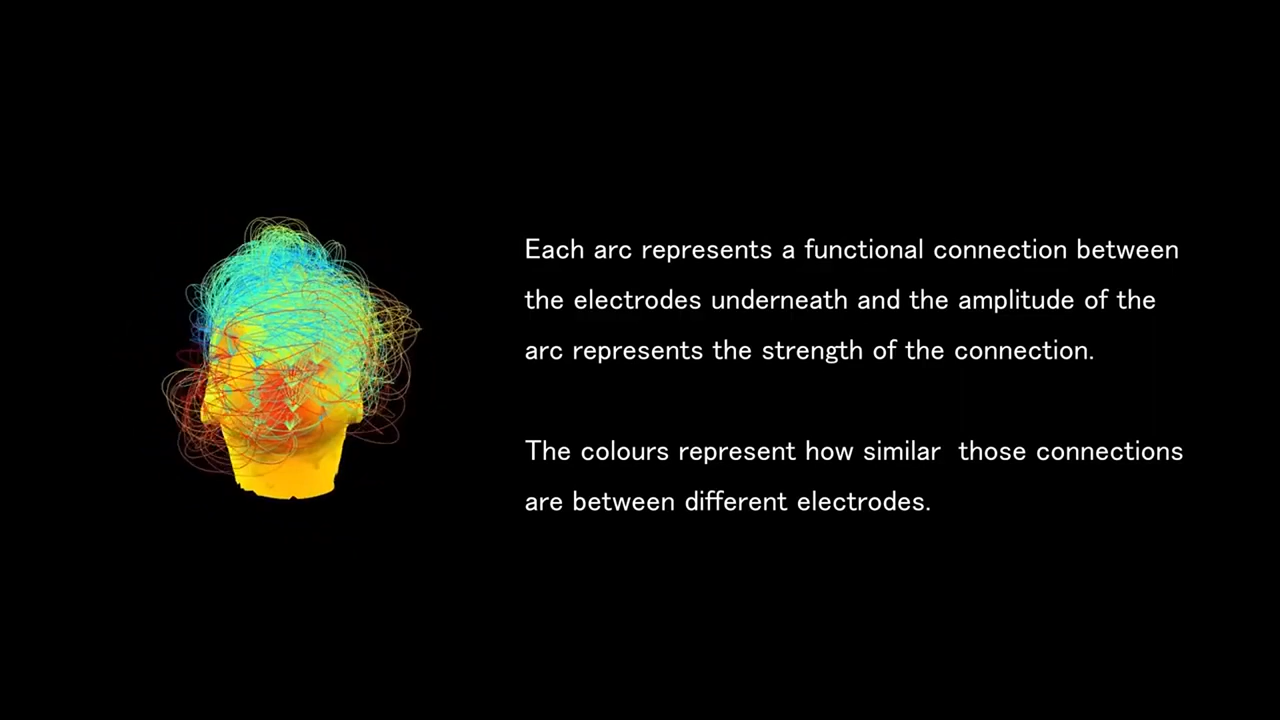 Each arc represents a functional connection between
the electrodes underneath and the amplitude of the
arc represents the strength of the connection.
The colours represent how similar  those connections
are between different electrodes.